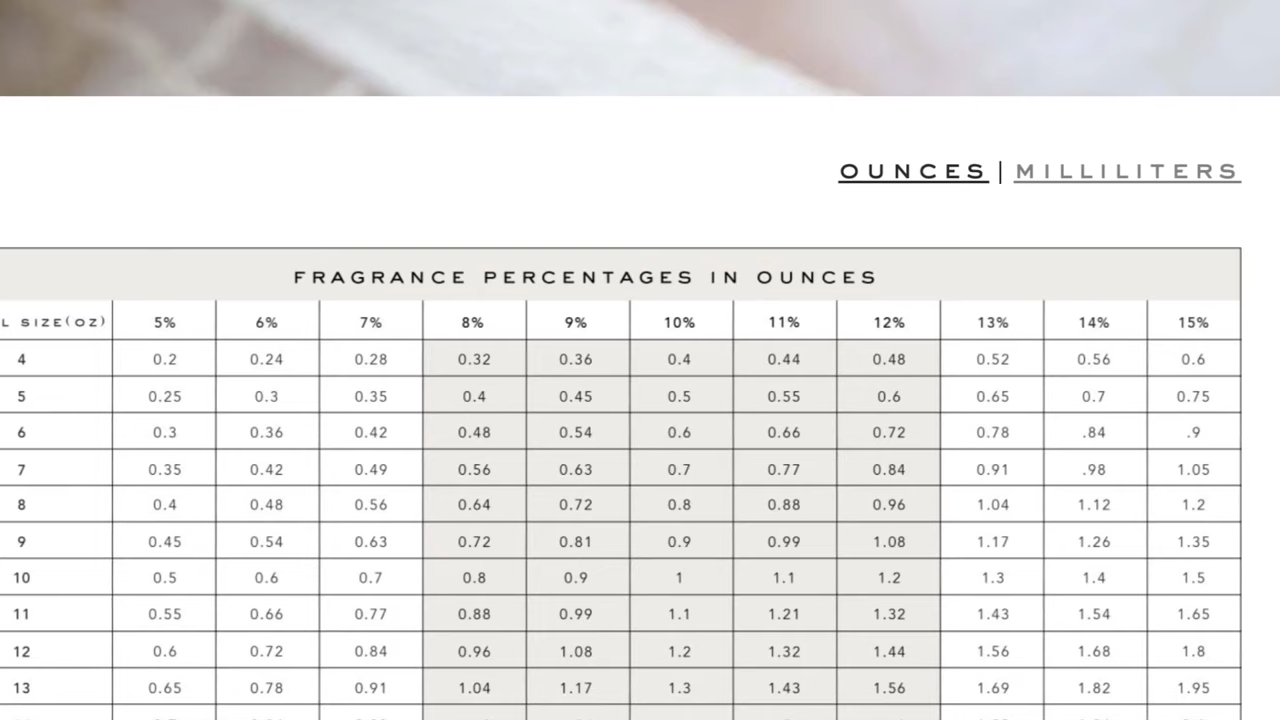 OUNCES | MILLILITERS
FRAGRANCE PERCENTAGES IN OUNCES
L SIZE(OZ) 5% 6% 7% 8% 9% 10% 11% 12% 13% 14% 15%
4 0.2 0.24 0.28 0.32 0.36 0.4 0.44 0.48 0.52 0.56 0.6
5 0.25 0.3 0.35 0.4 0.45 0.5 0.55 0.6 0.65 0.7 0.75
6 0.3 0.36 0.42 0.48 0.54 0.6 0.66 0.72 0.78 .84 .9
7 0.35 0.42 0.49 0.56 0.63 0.7 0.77 0.84 0.91 .98 1.05
8 0.4 0.48 0.56 0.64 0.72 0.8 0.88 0.96 1.04 1.12 1.2
9 0.45 0.54 0.63 0.72 0.81 0.9 0.99 1.08 1.17 1.26 1.35
10 0.5 0.6 0.7 0.8 0.9 1 1.1 1.2 1.3 1.4 1.5
11 0.55 0.66 0.77 0.88 0.99 1.1 1.21 1.32 1.43 1.54 1.65
12 0.6 0.72 0.84 0.96 1.08 1.2 1.32 1.44 1.56 1.68 1.8
13 0.65 0.78 0.91 1.04 1.17 1.3 1.43 1.56 1.69 1.82 1.95